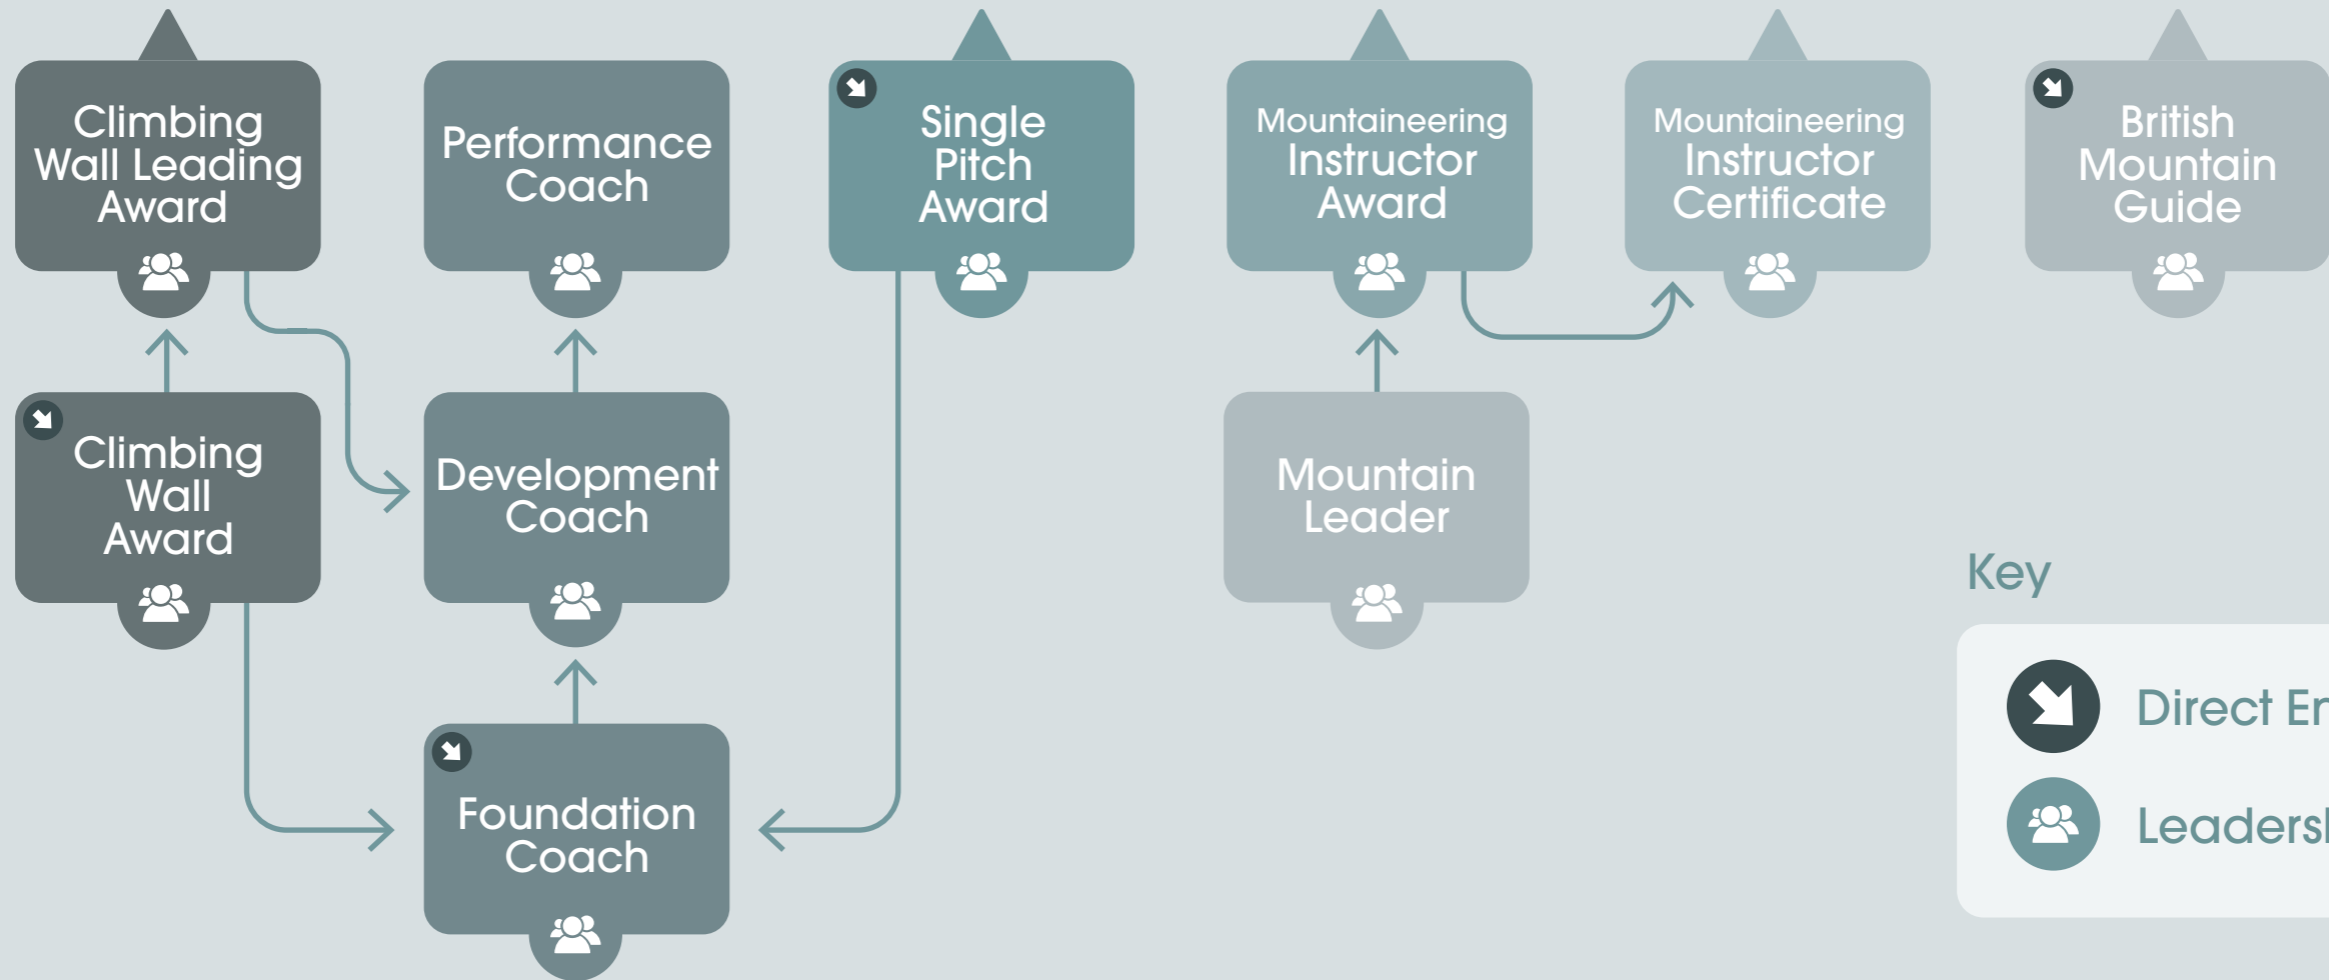 Climbing
Wall Leading
Award
Performance
Coach
Single
Pitch
Award
Mountaineering
Instructor
Award
Mountaineering
Instructor
Certificate
British
Mountain
Guide
Climbing
Wall
Award
Development
Coach
Mountain
Leader
Foundation
Coach
Key
Direct